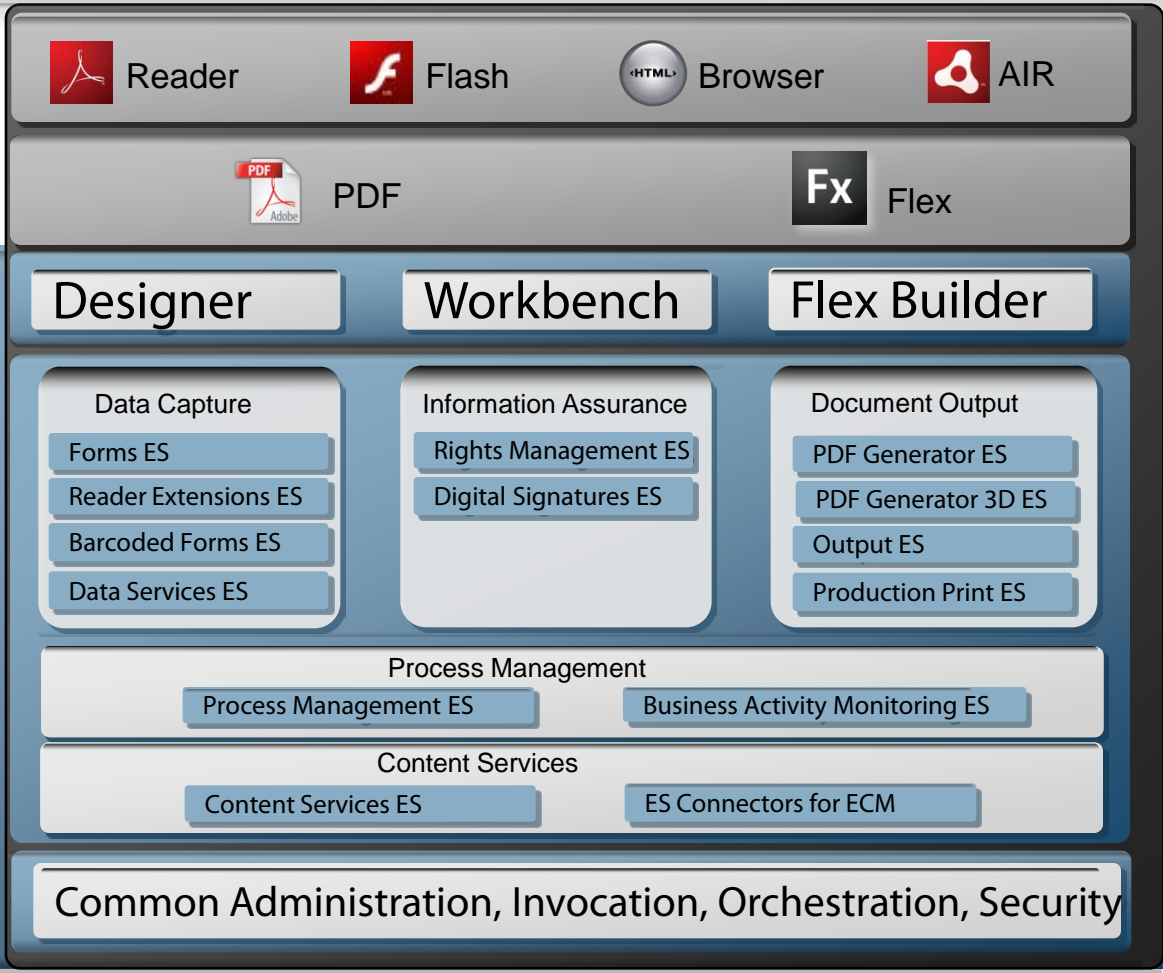 Reader Flash <HTML> Browser AIR
PDF Adobe PDF Fx Flex
Designer Workbench Flex Builder
Data Capture
Forms ES
Reader Extensions ES
Barcoded Forms ES
Data Services ES
Information Assurance
Rights Management ES
Digital Signatures ES
Document Output
PDF Generator ES
PDF Generator 3D ES
Output ES
Production Print ES
Process Management
Process Management ES Business Activity Monitoring ES
Content Services
Content Services ES ES Connectors for ECM
Common Administration, Invocation, Orchestration, Security